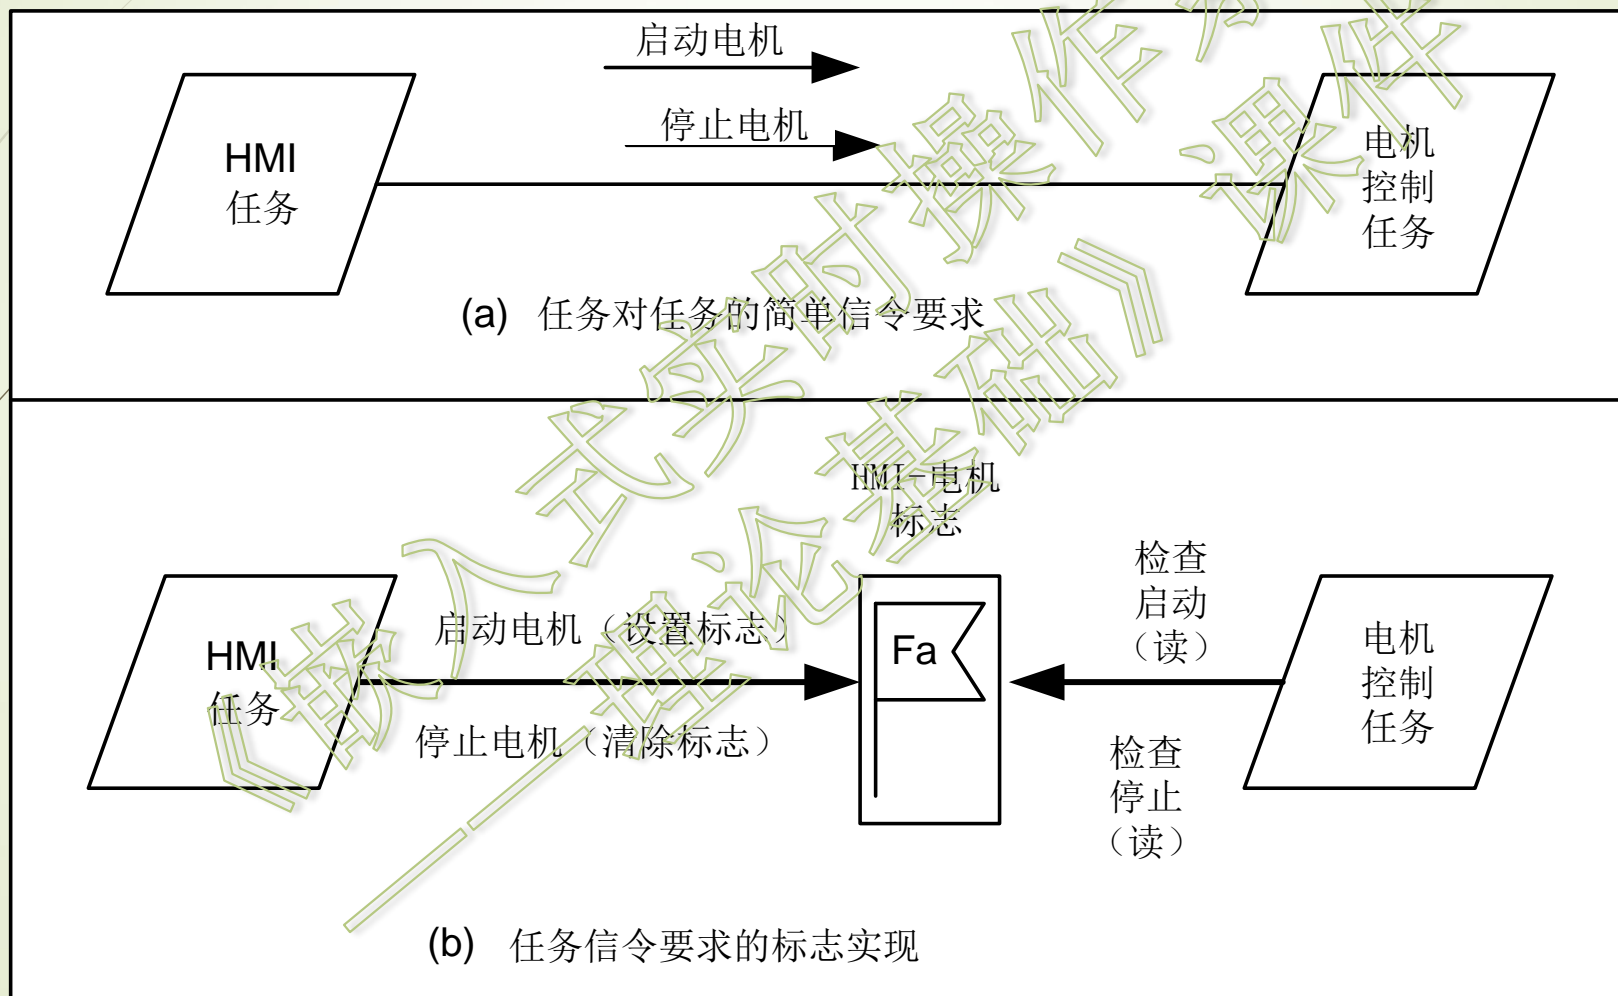 启动电机
停止电机
HMI
任务
电机
控制
任务
(a) 任务对任务的简单信令要求
HMI-电机
标志
HMI
任务
启动电机（设置标志）
停止电机（清除标志）
Fa
检查
启动
（读）
检查
停止
（读）
电机
控制
任务
(b) 任务信令要求的标志实现
《嵌入式实时操作系
——理论基础》课件